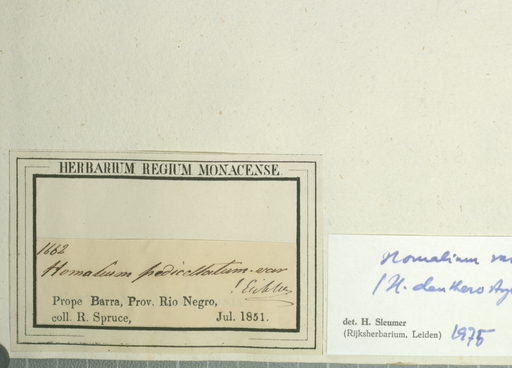 HERBARIUM REGIUM MONACENSE
1662
Homalium pedicellatum var
! Eichler
Prope Barra, Prov. Rio Negro,
coll. R. Spruce, Jul. 1851.
Homalium
/ H.
det. H. Sleumer
(Rijksherbarium, Leiden) 1975